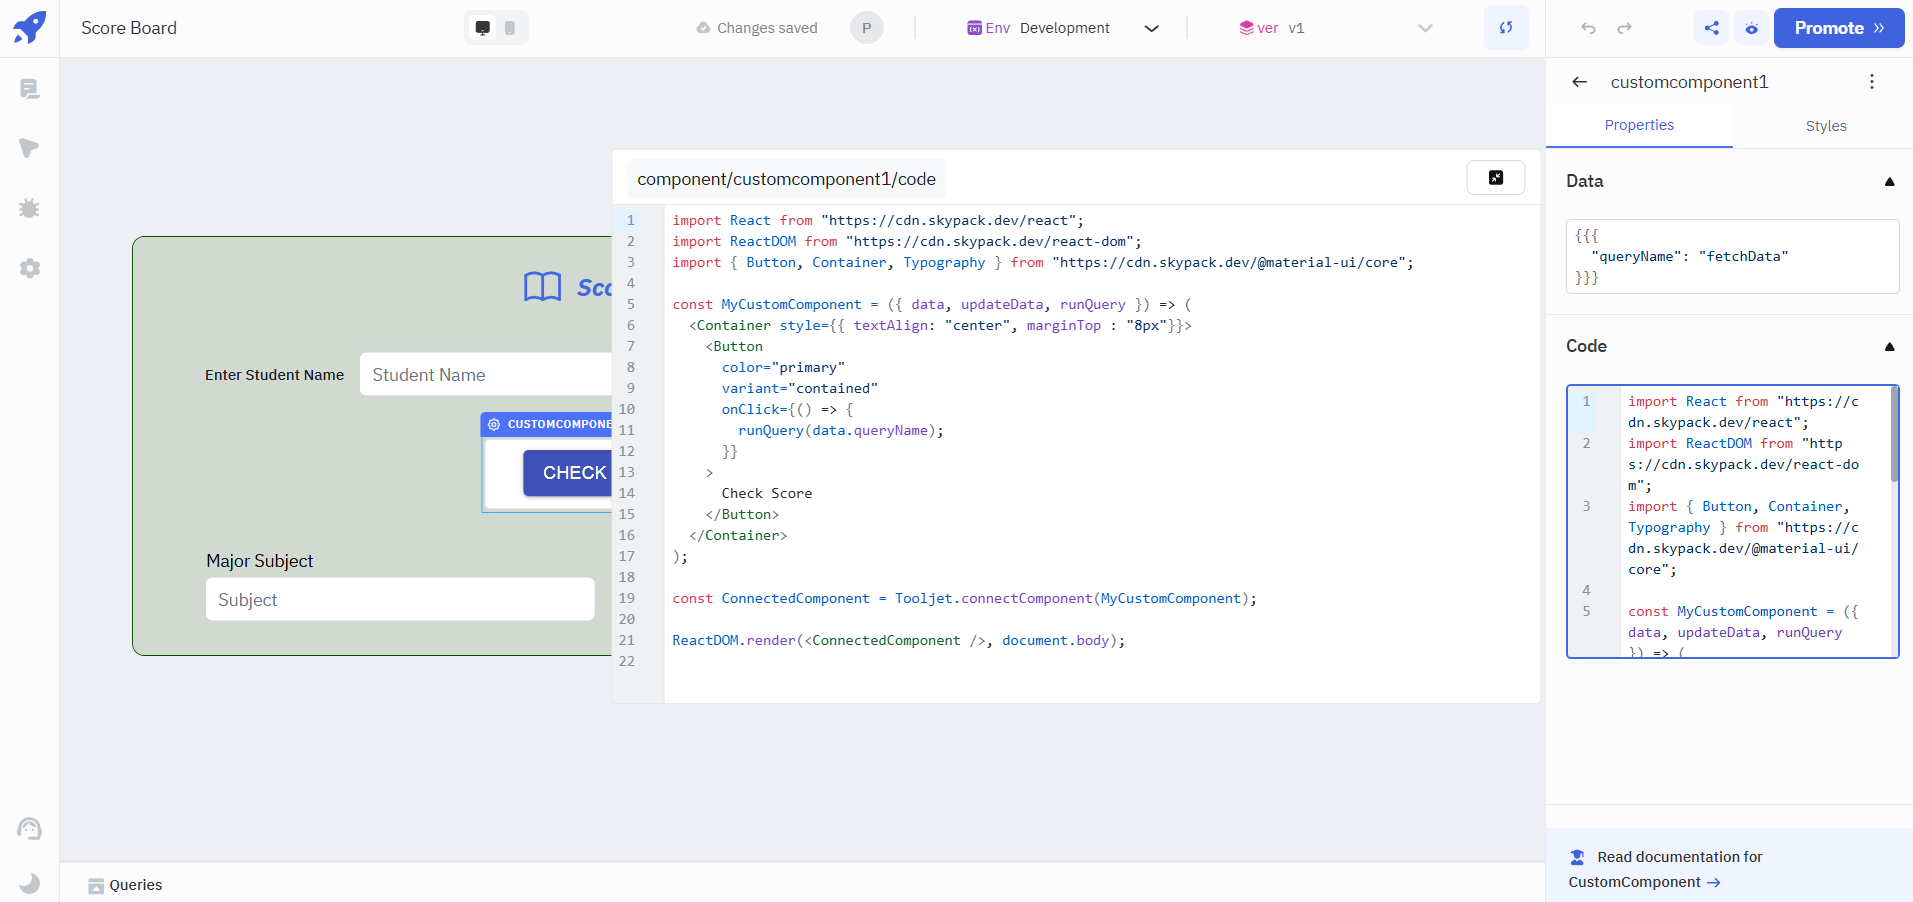 Score Board
Changes saved
P
Env Development
ver v1
Promote »
customcomponent1
Properties
Styles
Data
{{{
"queryName": "fetchData"
}}}
Code
1 import React from "https://c
dn.skypack.dev/react";
2 import ReactDOM from "http
s://cdn.skypack.dev/react-do
m";
3 import { Button, Container,
Typography } from "https://c
dn.skypack.dev/@material-ui/
core";
4
5 const MyCustomComponent = ({
data, updateData, runQuery
}) => (
Read documentation for
CustomComponent →
component/customcomponent1/code
1 import React from "https://cdn.skypack.dev/react";
2 import ReactDOM from "https://cdn.skypack.dev/react-dom";
3 import { Button, Container, Typography } from "https://cdn.skypack.dev/@material-ui/core";
4
5 const MyCustomComponent = ({ data, updateData, runQuery }) => (
6 <Container style={{ textAlign: "center", marginTop : "8px"}}>
7 <Button
8 color="primary"
9 variant="contained"
10 onClick={() => {
11 runQuery(data.queryName);
12 }}
13 >
14 Check Score
15 </Button>
16 </Container>
17 );
18
19 const ConnectedComponent = Tooljet.connectComponent(MyCustomComponent);
20
21 ReactDOM.render(<ConnectedComponent />, document.body);
22
Sco
Enter Student Name
Student Name
CUSTOMCOMPONE
CHECK
Major Subject
Subject
Queries